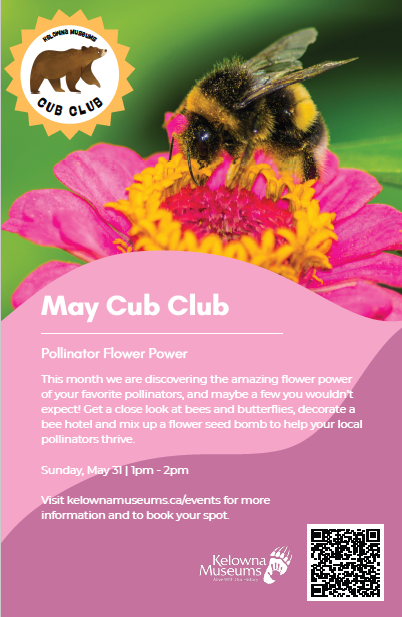 KELOWNA MUSEUMS
CUB CLUB
May Cub Club
Pollinator Flower Power
This month we are discovering the amazing flower power
of your favorite pollinators, and maybe a few you wouldn't
expect! Get a close look at bees and butterflies, decorate a
bee hotel and mix up a flower seed bomb to help your local
pollinators thrive.
Sunday, May 31 | 1pm - 2pm
Visit kelownamuseums.ca/events for more
information and to book your spot.
Kelowna
Museums